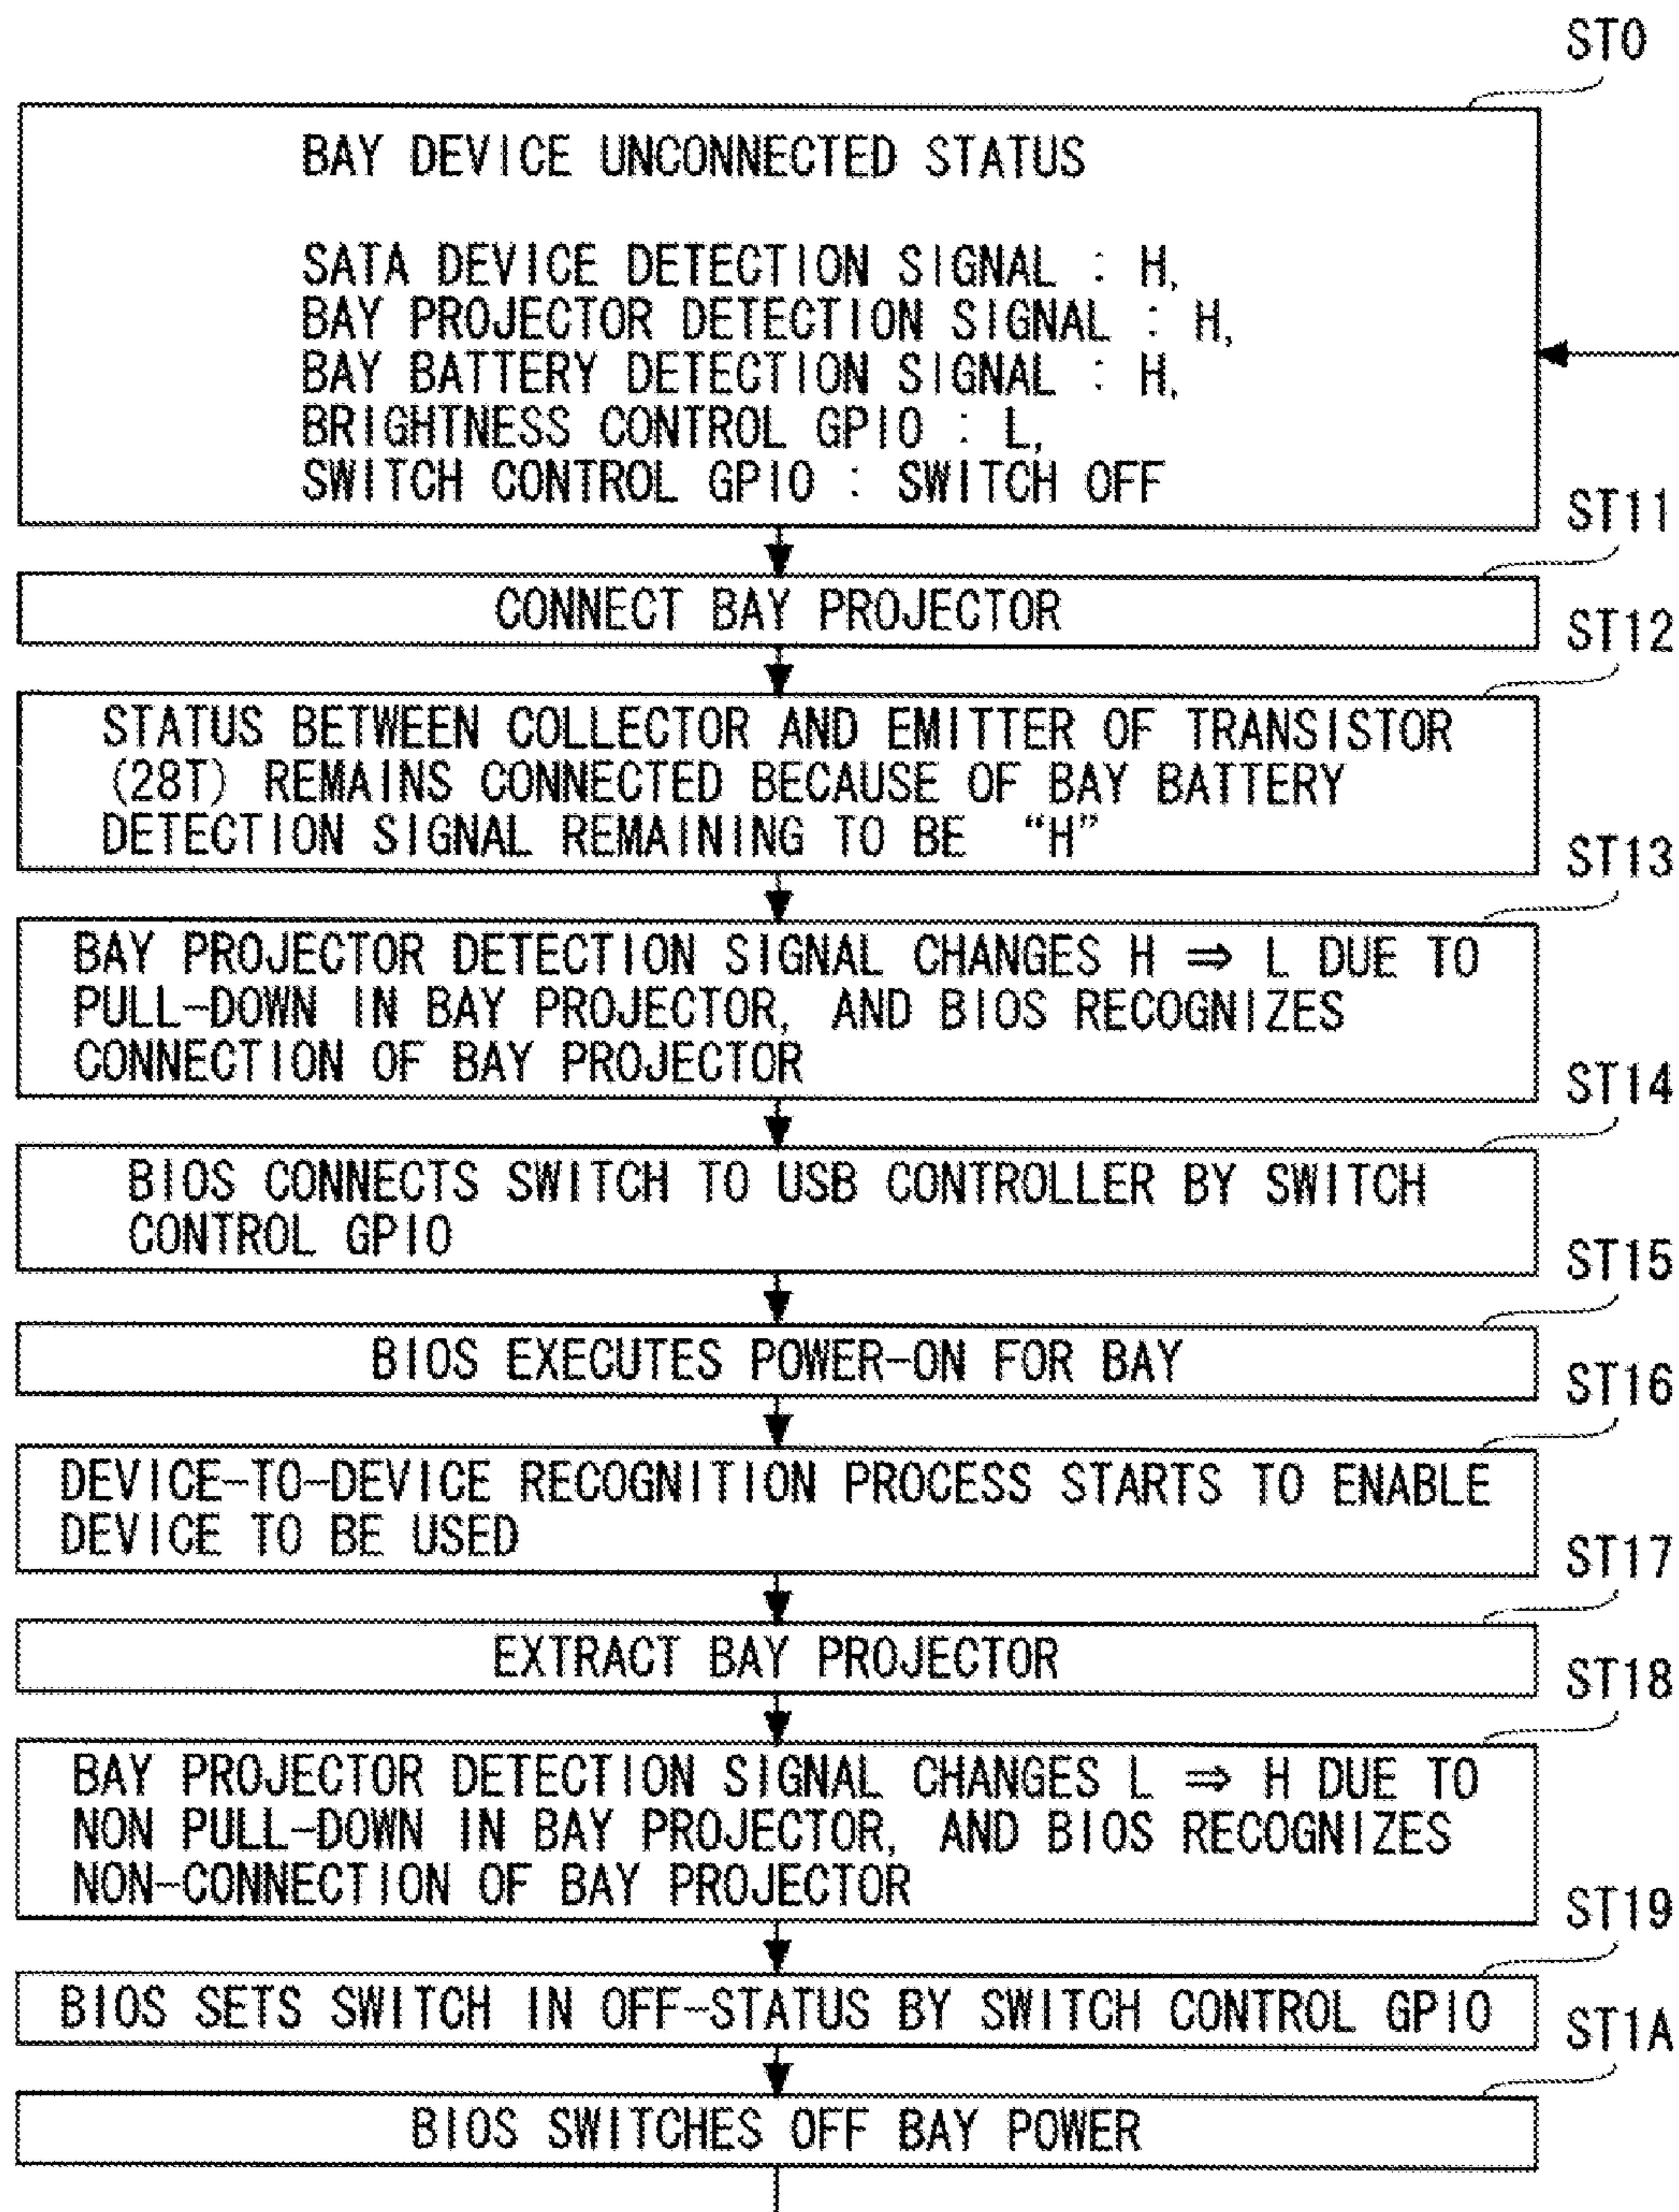 ST0
BAY DEVICE UNCONNECTED STATUS
SATA DEVICE DETECTION SIGNAL : H,
BAY PROJECTOR DETECTION SIGNAL : H,
BAY BATTERY DETECTION SIGNAL : H,
BRIGHTNESS CONTROL GPIO : L,
SWITCH CONTROL GPIO : SWITCH OFF
ST11
CONNECT BAY PROJECTOR
ST12
STATUS BETWEEN COLLECTOR AND EMITTER OF TRANSISTOR
(28T) REMAINS CONNECTED BECAUSE OF BAY BATTERY
DETECTION SIGNAL REMAINING TO BE “H”
ST13
BAY PROJECTOR DETECTION SIGNAL CHANGES H ⇒ L DUE TO
PULL-DOWN IN BAY PROJECTOR, AND BIOS RECOGNIZES
CONNECTION OF BAY PROJECTOR
ST14
BIOS CONNECTS SWITCH TO USB CONTROLLER BY SWITCH
CONTROL GPIO
ST15
BIOS EXECUTES POWER-ON FOR BAY
ST16
DEVICE-TO-DEVICE RECOGNITION PROCESS STARTS TO ENABLE
DEVICE TO BE USED
ST17
EXTRACT BAY PROJECTOR
ST18
BAY PROJECTOR DETECTION SIGNAL CHANGES L ⇒ H DUE TO
NON PULL-DOWN IN BAY PROJECTOR, AND BIOS RECOGNIZES
NON-CONNECTION OF BAY PROJECTOR
ST19
BIOS SETS SWITCH IN OFF-STATUS BY SWITCH CONTROL GPIO
ST1A
BIOS SWITCHES OFF BAY POWER